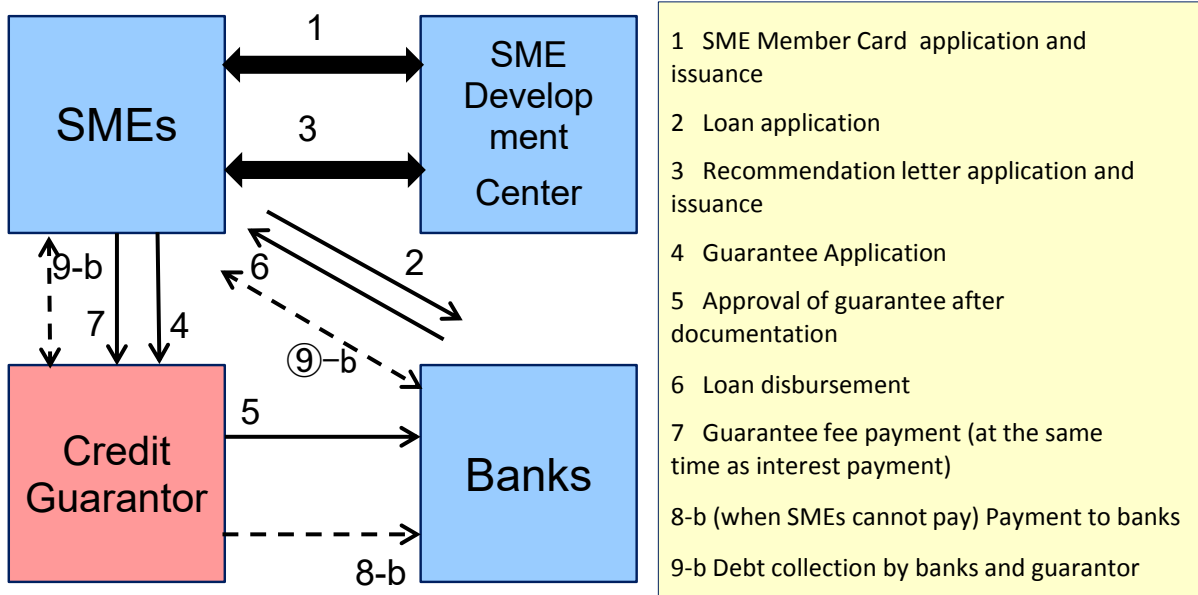 1
SMEs
3
SME
Develop
ment
Center
9-b
7
4
6
2
⑨-b
Credit
Guarantor
5
8-b
Banks
1 SME Member Card application and
issuance
2 Loan application
3 Recommendation letter application and
issuance
4 Guarantee Application
5 Approval of guarantee after
documentation
6 Loan disbursement
7 Guarantee fee payment (at the same
time as interest payment)
8-b (when SMEs cannot pay) Payment to banks
9-b Debt collection by banks and guarantor